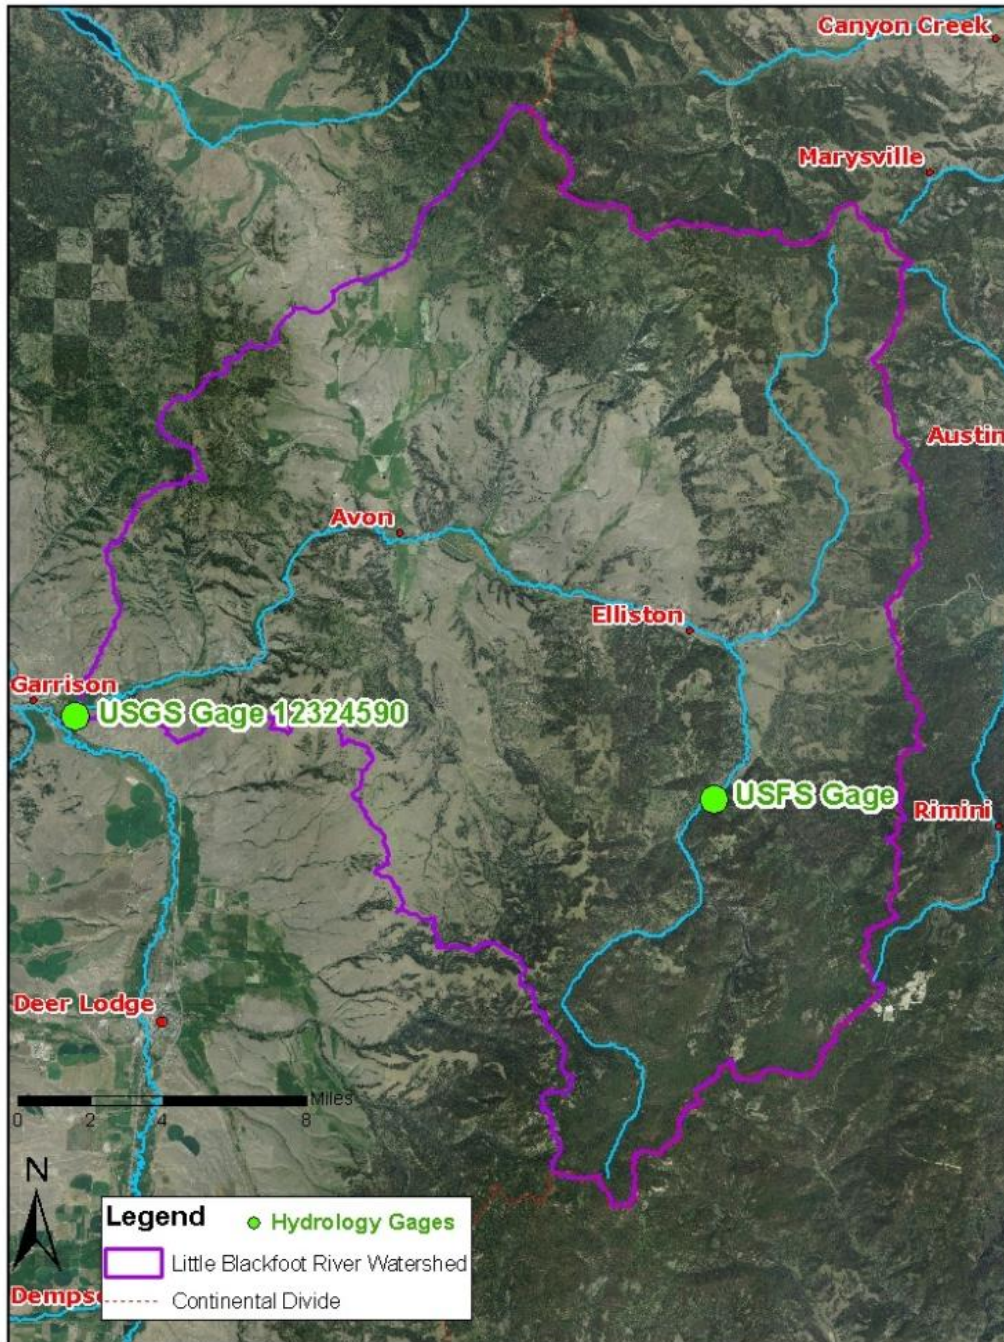 Canyon Creek
Marysville
Austin
Avon
Elliston
Garrison
USGS Gage 12324590
USFS Gage
Rimini
Deer Lodge
Miles
0 2 4 8
N
Legend
Hydrology Gages
Little Blackfoot River Watershed
Continental Divide
Demps